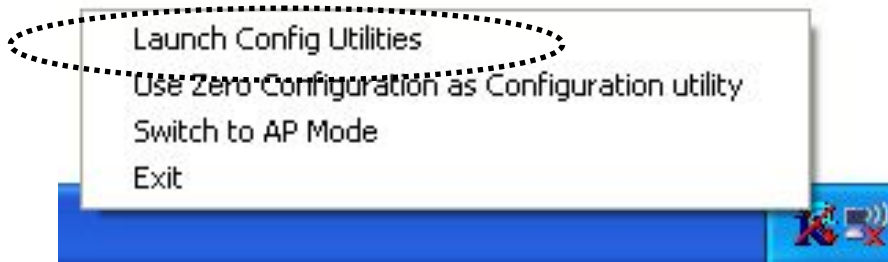 Launch Config Utilities
Use Zero Configuration as Configuration utility
Switch to AP Mode
Exit